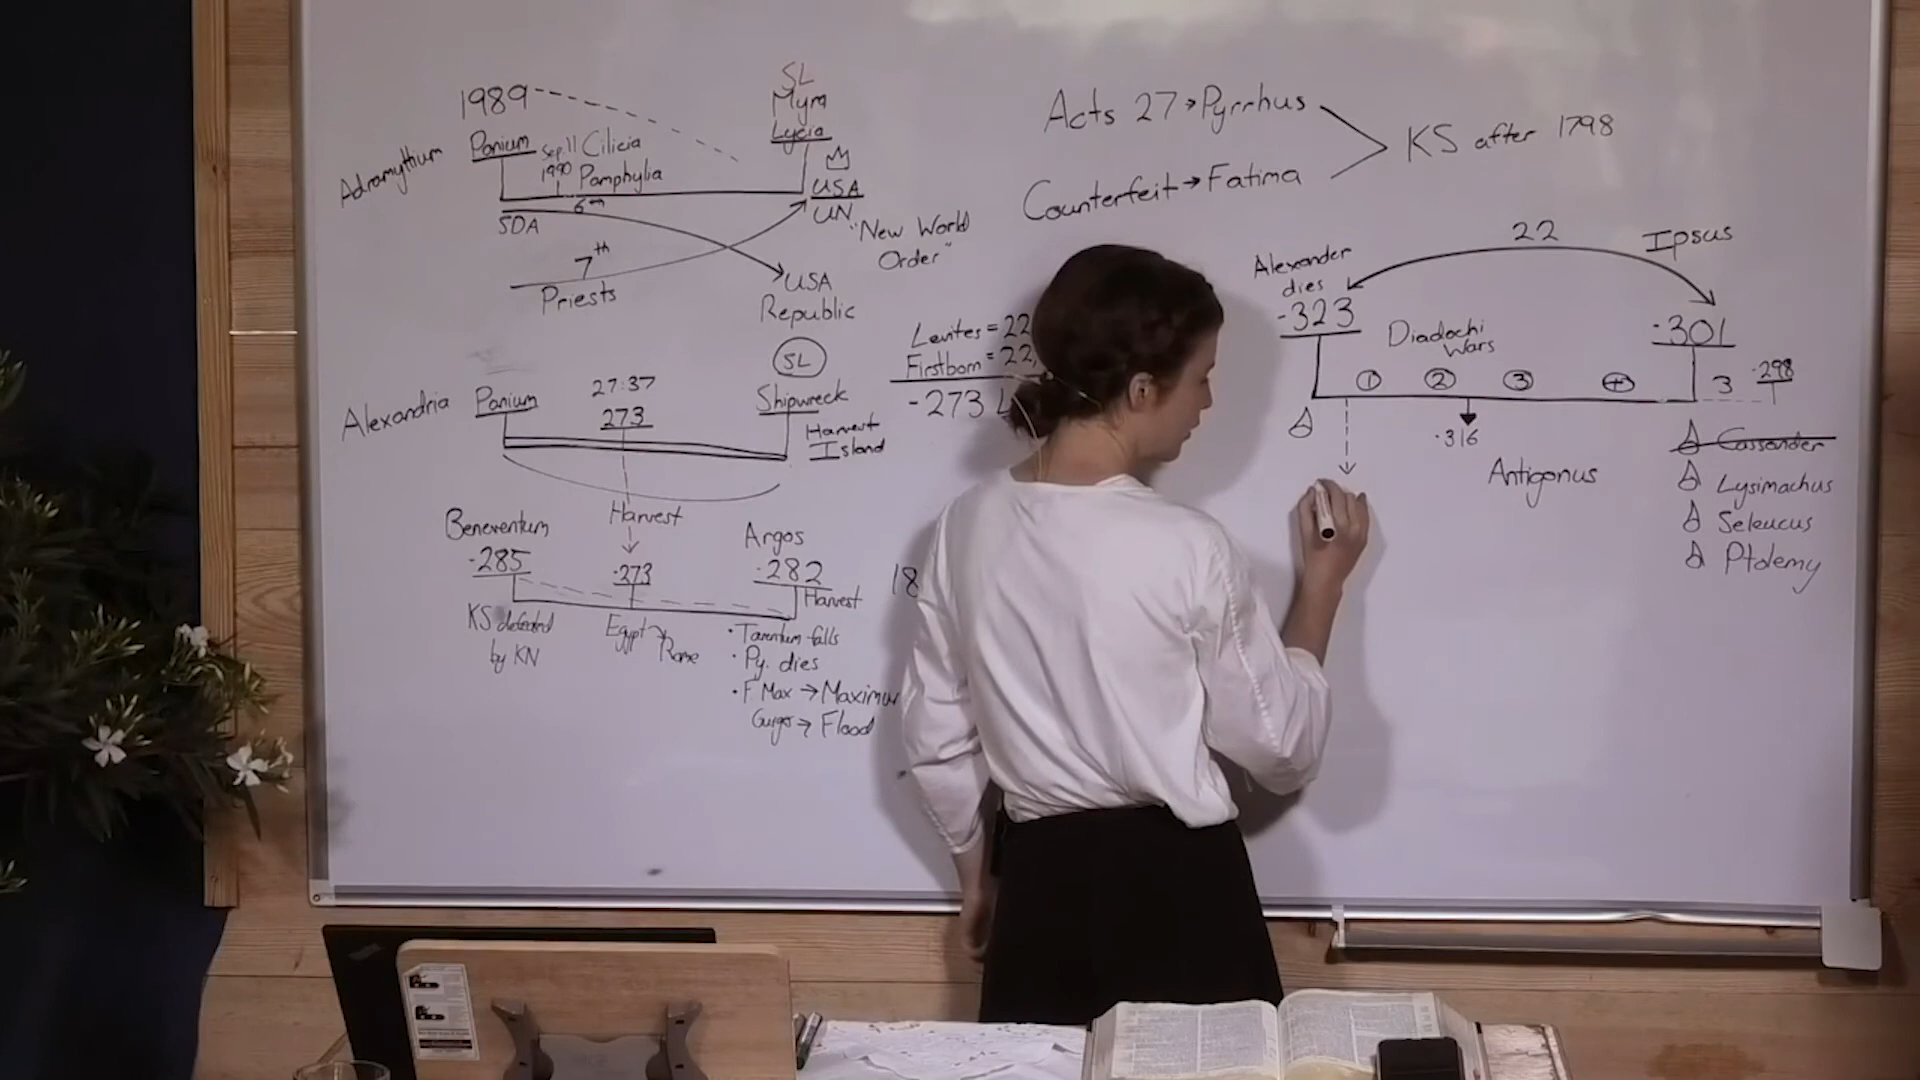 1989
SL
Myra
Lycia
Adramyttium
Panium
Sep. 11
1990
Cilicia
Pamphylia
6th
USA
UN
SDA
"New World
Order"
7th
Priests
USA
Republic
Acts 27 → Pyrrhus
Counterfeit → Fatima
KS after 1798
Levites = 22
Firstborn = 22,
-273
Alexandria
Panium
27:37
273
SL
Shipwreck
Harvest
Island
Harvest
Beneventum
-285
-273
Argos
-282
Harvest
18
KS defeated
by KN
Egypt → Rome
• Tarentum falls
• Py. dies
• F. Max → Maximu
Gurges → Flood
Alexander
dies
-323
22
Ipsus
-301
Diadochi
Wars
1 2 3 4
3
-298
-316
Antigonus
Cassander
Lysimachus
Seleucus
Ptolemy